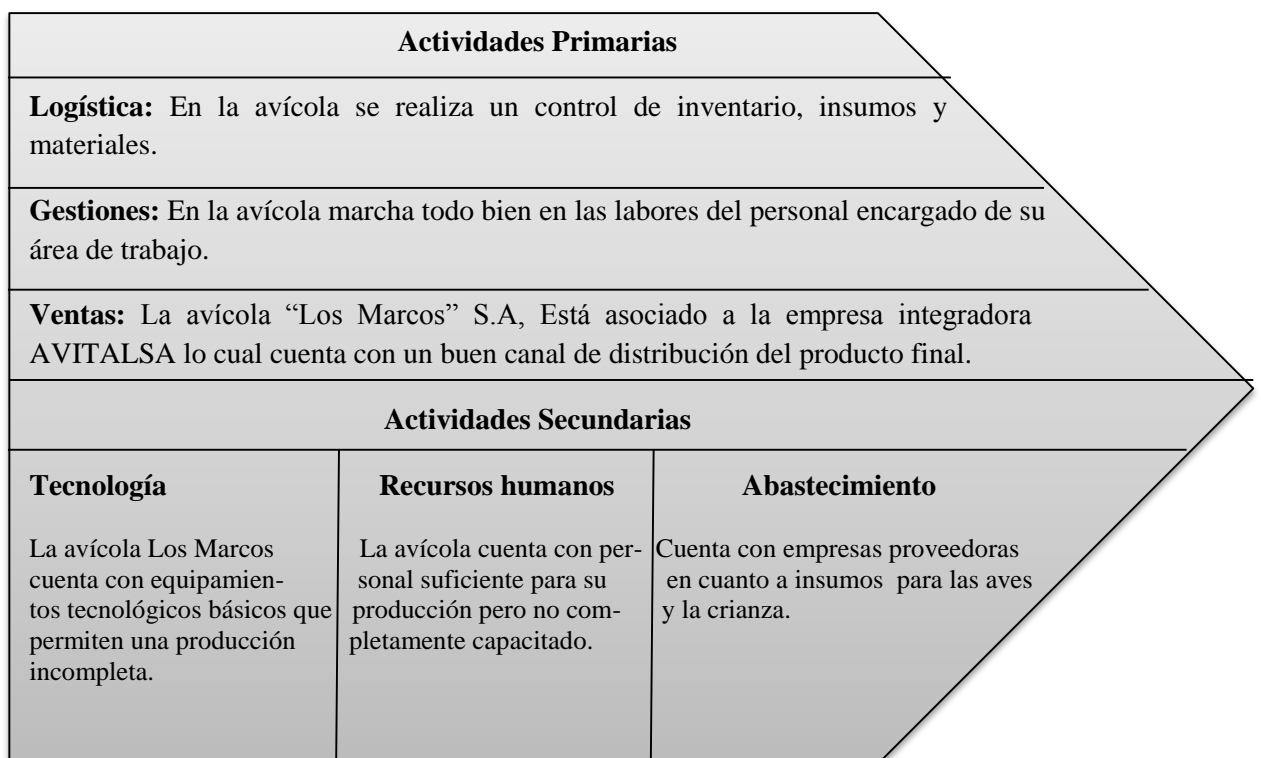 Actividades Primarias
Logística: En la avícola se realiza un control de inventario, insumos y
materiales.
Gestiones: En la avícola marcha todo bien en las labores del personal encargado de su
área de trabajo.
Ventas: La avícola “Los Marcos” S.A, Está asociado a la empresa integradora
AVITALSA lo cual cuenta con un buen canal de distribución del producto final.
Actividades Secundarias
Tecnología
La avícola Los Marcos
cuenta con equipamien-
tos tecnológicos básicos que
permiten una producción
incompleta.
Recursos humanos
La avícola cuenta con per-
sonal suficiente para su
producción pero no com-
pletamente capacitado.
Abastecimiento
Cuenta con empresas proveedoras
en cuanto a insumos para las aves
y la crianza.